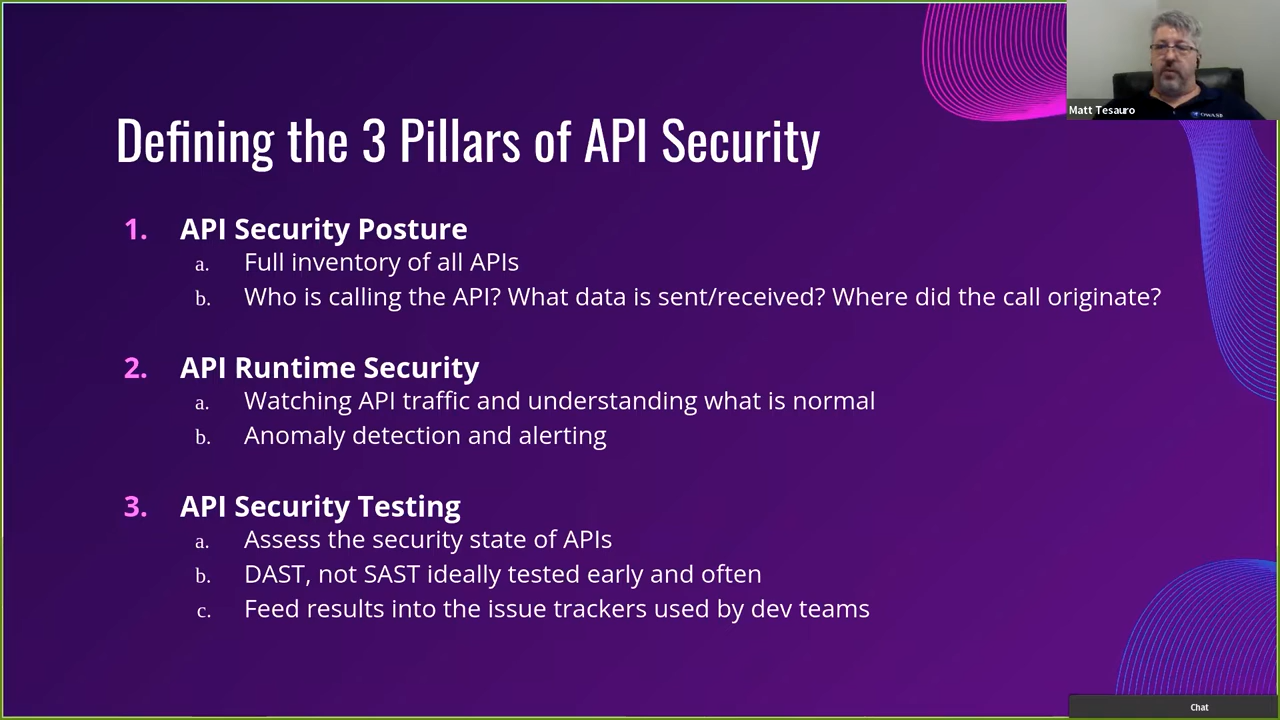 Defining the 3 Pillars of API Security
Matt Tesauro
OWASP
1. API Security Posture
a. Full inventory of all APIs
b. Who is calling the API? What data is sent/received? Where did the call originate?
2. API Runtime Security
a. Watching API traffic and understanding what is normal
b. Anomaly detection and alerting
3. API Security Testing
a. Assess the security state of APIs
b. DAST, not SAST ideally tested early and often
c. Feed results into the issue trackers used by dev teams
Chat